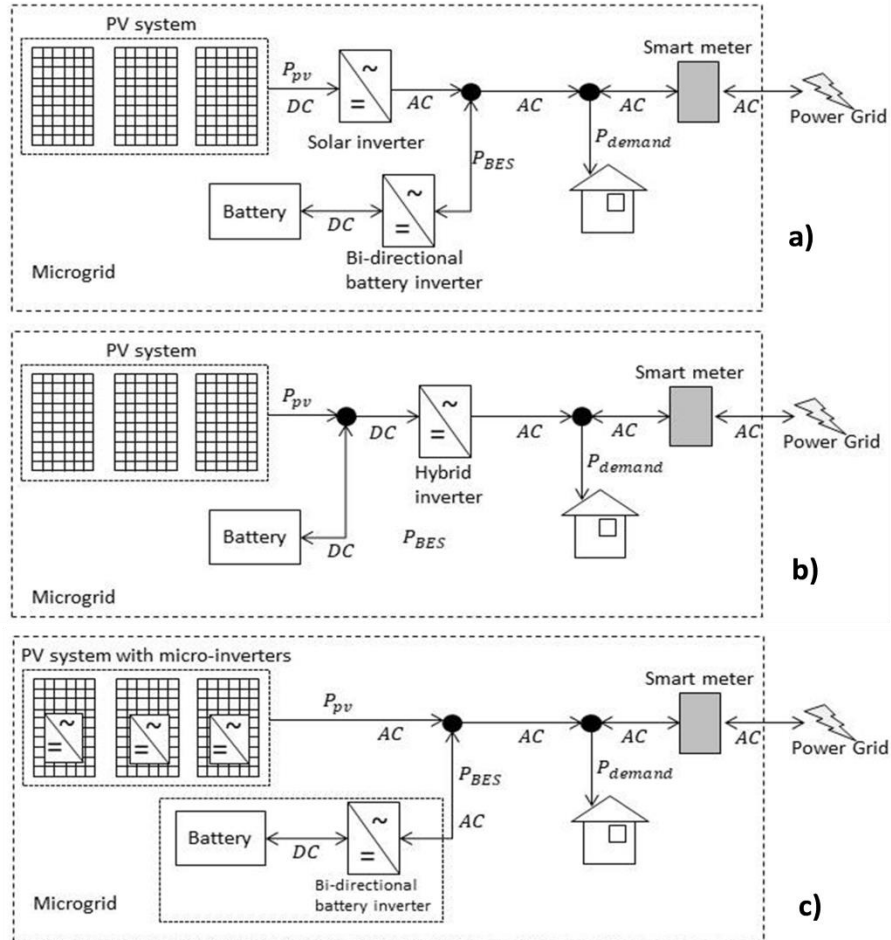 PV system
P_pv
DC
~
=
Solar inverter
AC
AC
Smart meter
AC
AC
Power Grid
P_demand
P_BES
Battery
DC
~
=
Bi-directional
battery inverter
Microgrid
a)
PV system
P_pv
DC
~
=
Hybrid
inverter
AC
Smart meter
AC
AC
Power Grid
P_demand
Battery
DC
P_BES
Microgrid
b)
PV system with micro-inverters
~
=
~
=
~
=
P_pv
AC
AC
Smart meter
AC
AC
Power Grid
P_BES
AC
P_demand
Battery
DC
~
=
Bi-directional
battery inverter
Microgrid
c)